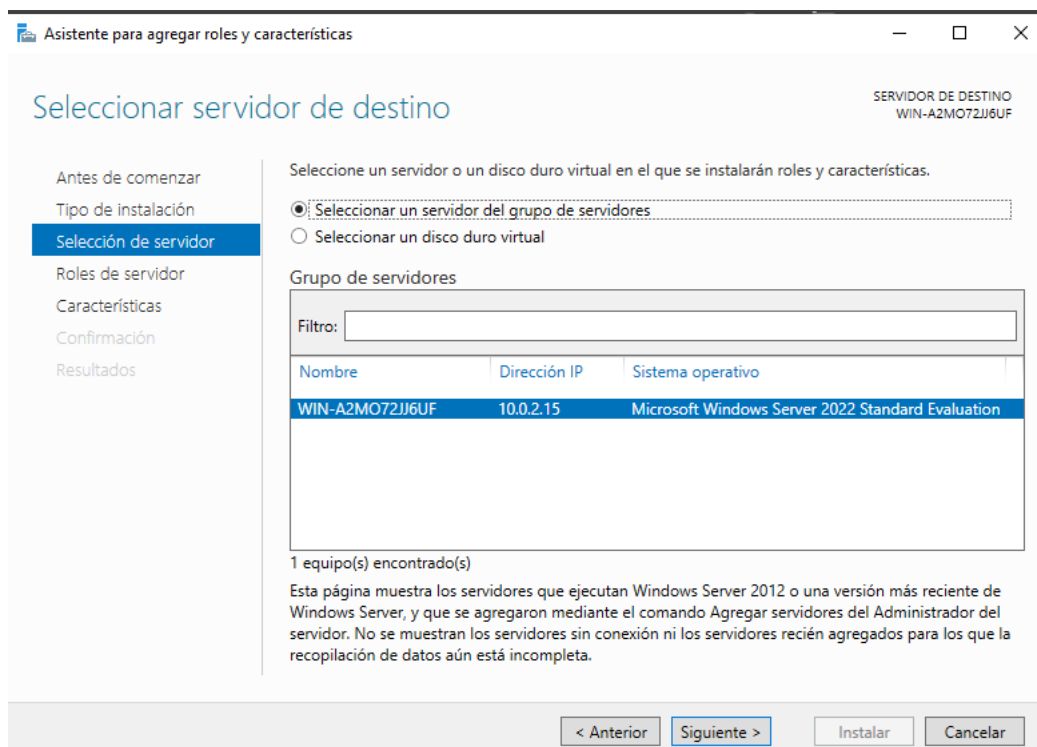 Asistente para agregar roles y características
Seleccionar servidor de destino
SERVIDOR DE DESTINO
WIN-A2MO72JJ6UF
Antes de comenzar
Tipo de instalación
Selección de servidor
Roles de servidor
Características
Confirmación
Resultados
Seleccione un servidor o un disco duro virtual en el que se instalarán roles y características.
Seleccionar un servidor del grupo de servidores
Seleccionar un disco duro virtual
Grupo de servidores
Filtro:
Nombre Dirección IP Sistema operativo
WIN-A2MO72JJ6UF 10.0.2.15 Microsoft Windows Server 2022 Standard Evaluation
1 equipo(s) encontrado(s)
Esta página muestra los servidores que ejecutan Windows Server 2012 o una versión más reciente de
Windows Server, y que se agregaron mediante el comando Agregar servidores del Administrador del
servidor. No se muestran los servidores sin conexión ni los servidores recién agregados para los que la
recopilación de datos aún está incompleta.
< Anterior Siguiente > Instalar Cancelar